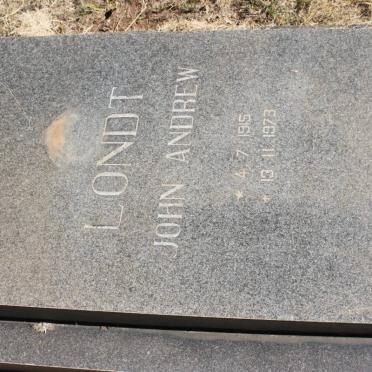 LONDT
JOHN ANDREW
* 4. 7. 1915
+ 13. 11. 1973